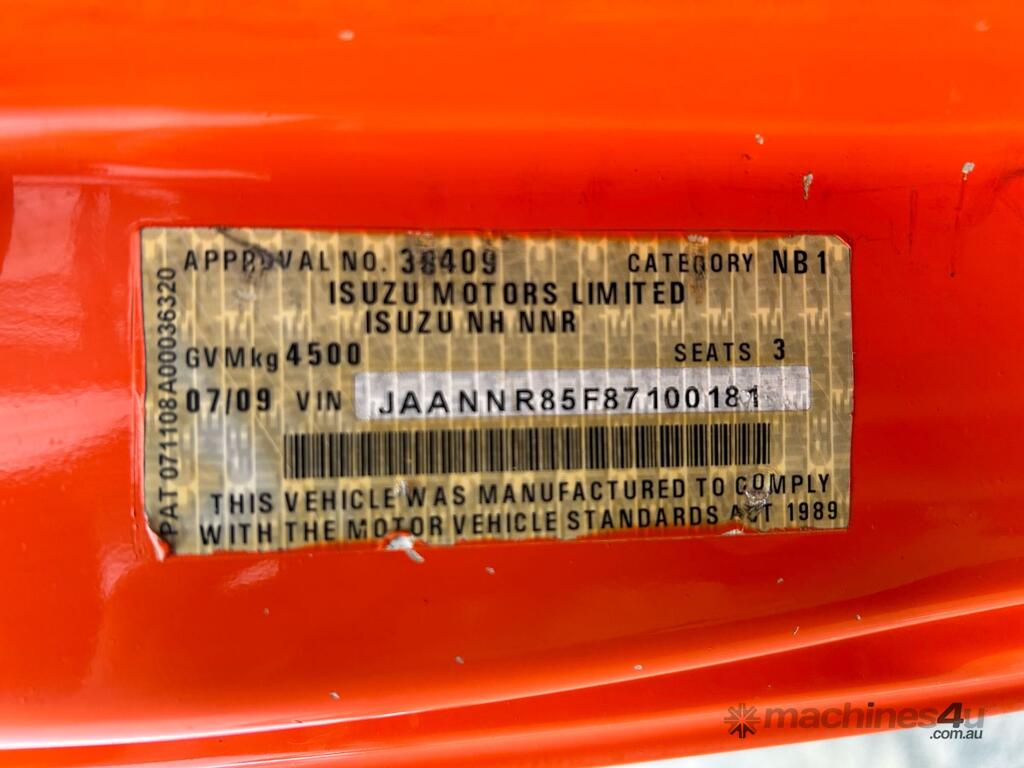 APPROVAL NO. 38409 CATEGORY NB1
ISUZU MOTORS LIMITED
ISUZU NH NNR
GVMkg 4500 SEATS 3
07/09 VIN JAANNR85F87100181
THIS VEHICLE WAS MANUFACTURED TO COMPLY
WITH THE MOTOR VEHICLE STANDARDS ACT 1989
PAT 071108A00036320
machines4u
.com.au